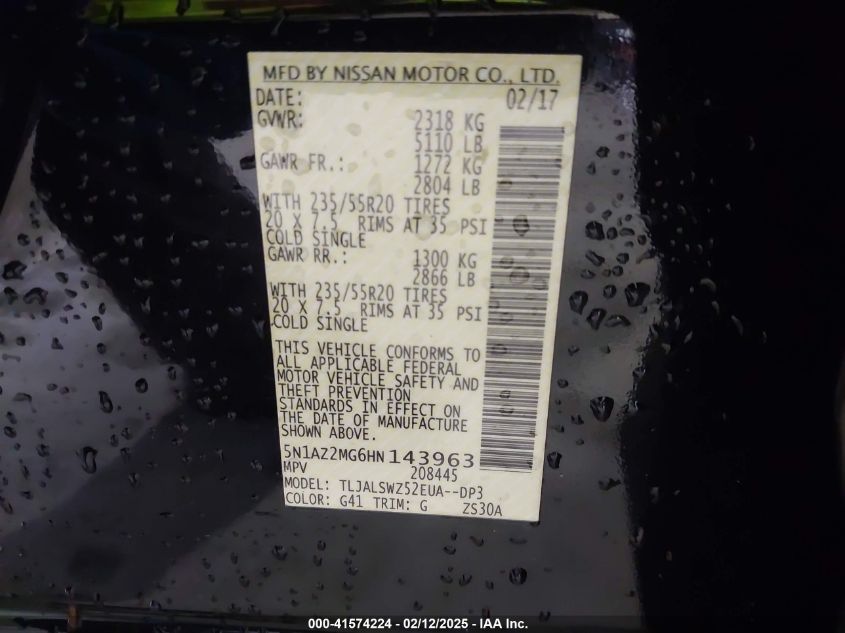 MFD BY NISSAN MOTOR CO., LTD.
DATE: 02/17
GVWR: 2318 KG
5110 LB
GAWR FR.: 1272 KG
2804 LB
WITH 235/55R20 TIRES
20 X 7.5 RIMS AT 35 PSI
COLD SINGLE
GAWR RR.: 1300 KG
2866 LB
WITH 235/55R20 TIRES
20 X 7.5 RIMS AT 35 PSI
COLD SINGLE
THIS VEHICLE CONFORMS TO
ALL APPLICABLE FEDERAL
MOTOR VEHICLE SAFETY AND
THEFT PREVENTION
STANDARDS IN EFFECT ON
THE DATE OF MANUFACTURE
SHOWN ABOVE.
5N1AZ2MG6HN143963
MPV 208445
MODEL: TLJALSWZ52EUA--DP3
COLOR: G41 TRIM: G ZS30A
000-41574224 - 02/12/2025 - IAA Inc.